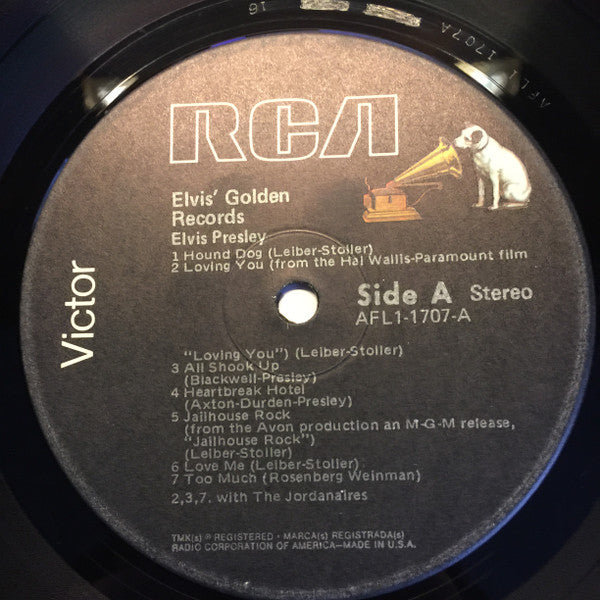 16
AFL1 1707A
RCA
Elvis' Golden
Records
Elvis Presley
1 Hound Dog (Leiber-Stoller)
2 Loving You (from the Hal Wallis-Paramount film
Side A Stereo
AFL1-1707-A
Victor
"Loving You") (Leiber-Stoller)
3 All Shook Up
(Blackwell-Presley)
4 Heartbreak Hotel
(Axton-Durden-Presley)
5 Jailhouse Rock
(from the Avon production an M-G-M release,
"Jailhouse Rock")
(Leiber-Stoller)
6 Love Me (Leiber-Stoller)
7 Too Much (Rosenberg Weinman)
2,3,7. with The Jordanaires
TMK(s) ® REGISTERED • MARCA(s) REGISTRADA(s)
RADIO CORPORATION OF AMERICA—MADE IN U.S.A.